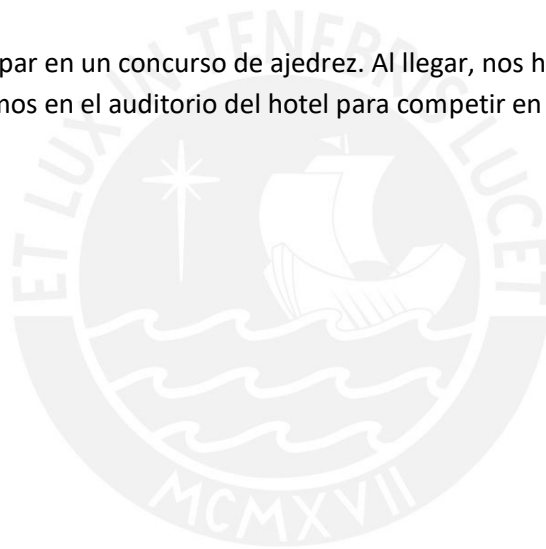 par en un concurso de ajedrez. Al llegar, nos h
nos en el auditorio del hotel para competir en
ET LUX IN TENEBRIS LUCET
MCMXVII